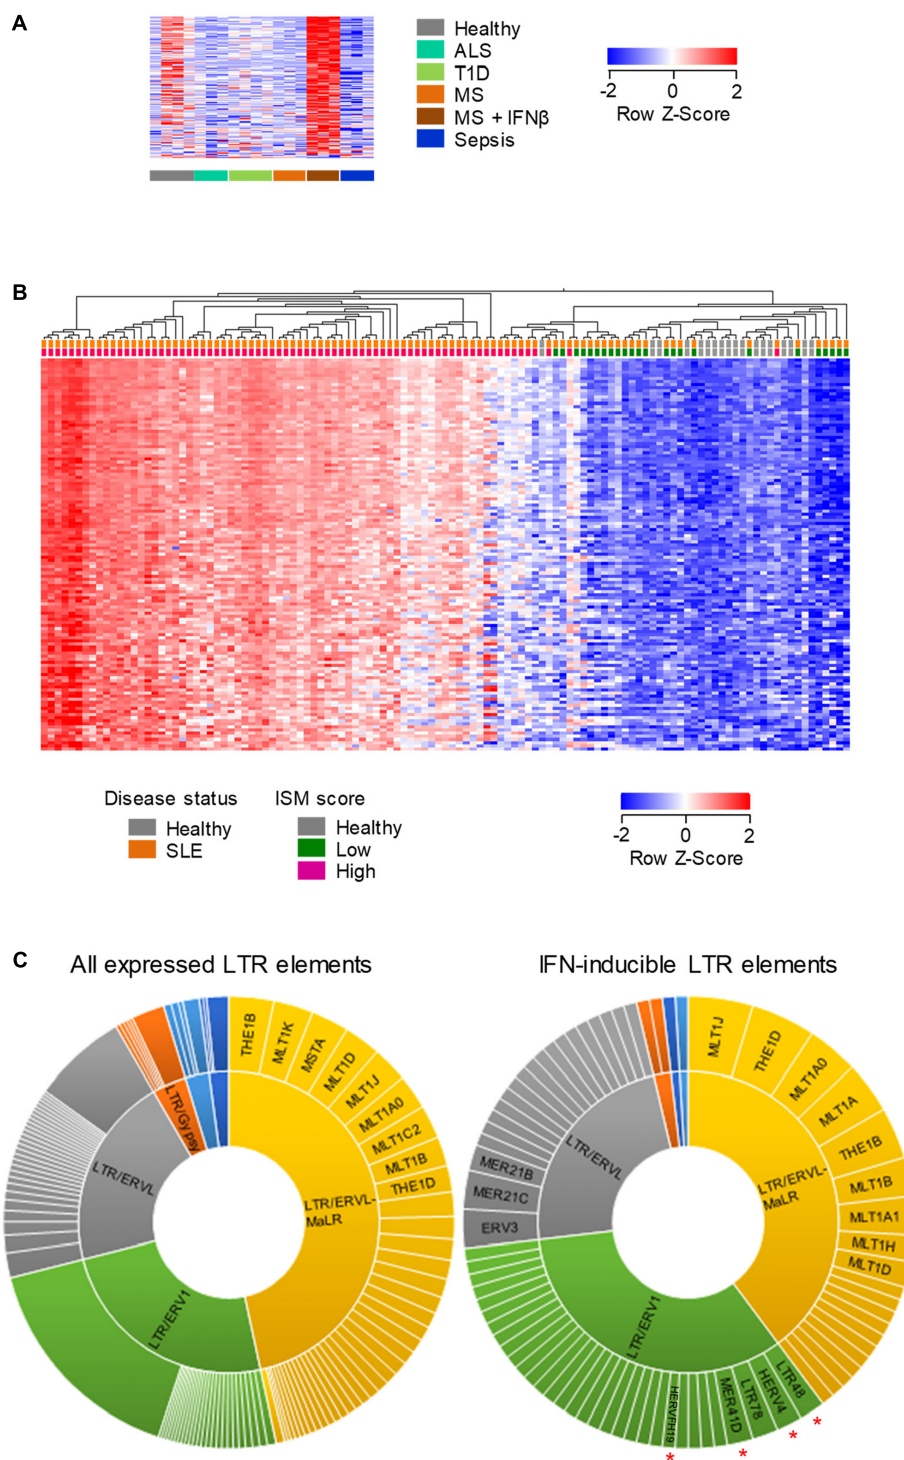 A
Healthy
ALS
T1D
MS
MS + IFNβ
Sepsis
-2 0 2
Row Z-Score
B
Disease status
Healthy
SLE
ISM score
Healthy
Low
High
-2 0 2
Row Z-Score
C
All expressed LTR elements
THE1B
MLT1K
MSTA
MLT1D
MLT1J
MLT1A0
MLT1C2
MLT1B
THE1D
LTR/ERVL-
MaLR
LTR/ERV1
LTR/ERVL
LTR/Gypsy
IFN-inducible LTR elements
MLT1J
THE1D
MLT1A0
MLT1A
THE1B
MLT1B
MLT1A1
MLT1H
MLT1D
LTR/ERVL-
MaLR
LTR48
HERV4
LTR78
MER41D
HERVFH19
LTR/ERV1
ERV3
MER21C
MER21B
LTR/ERVL
*
*
*
*